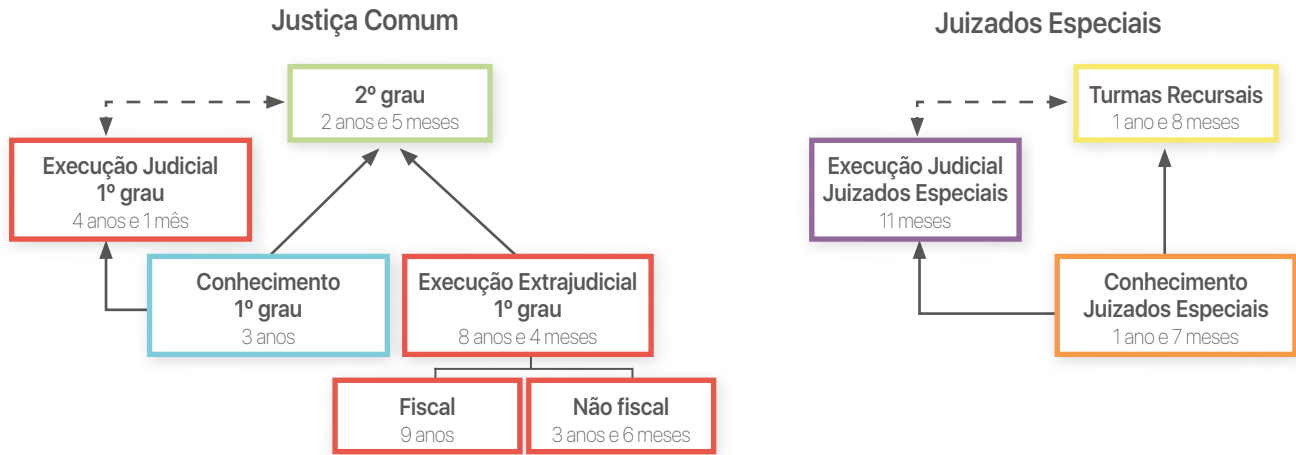 Justiça Comum
2º grau
2 anos e 5 meses
Execução Judicial
1º grau
4 anos e 1 mês
Conhecimento
1º grau
3 anos
Execução Extrajudicial
1º grau
8 anos e 4 meses
Fiscal
9 anos
Não fiscal
3 anos e 6 meses
Juizados Especiais
Turmas Recursais
1 ano e 8 meses
Execução Judicial
Juizados Especiais
11 meses
Conhecimento
Juizados Especiais
1 ano e 7 meses